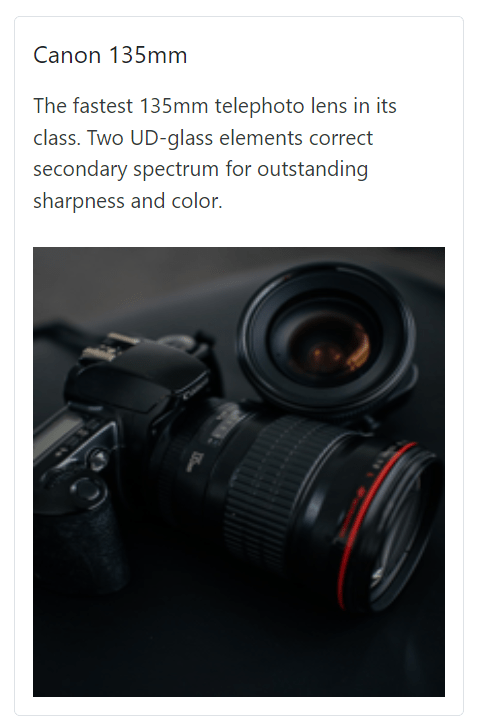 Canon 135mm
The fastest 135mm telephoto lens in its
class. Two UD-glass elements correct
secondary spectrum for outstanding
sharpness and color.